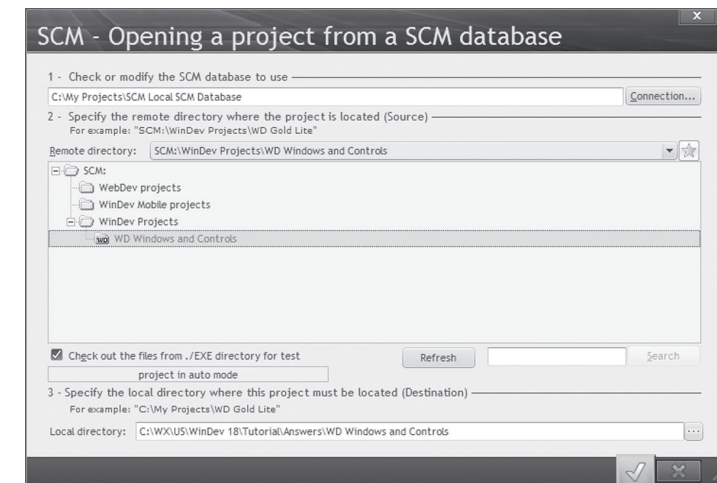 SCM - Opening a project from a SCM database
x
1 - Check or modify the SCM database to use
C:\My Projects\SCM Local SCM Database
Connection...
2 - Specify the remote directory where the project is located (Source)
For example: "SCM:\WinDev Projects\WD Gold Lite"
Remote directory: SCM:\WinDev Projects\WD Windows and Controls
SCM:
WebDev projects
WinDev Mobile projects
WinDev Projects
WD WD Windows and Controls
Check out the files from ./EXE directory for test
Refresh
Search
project in auto mode
3 - Specify the local directory where this project must be located (Destination)
For example: "C:\My Projects\WD Gold Lite"
Local directory: C:\WX\US\WinDev 18\Tutorial\Answers\WD Windows and Controls
...